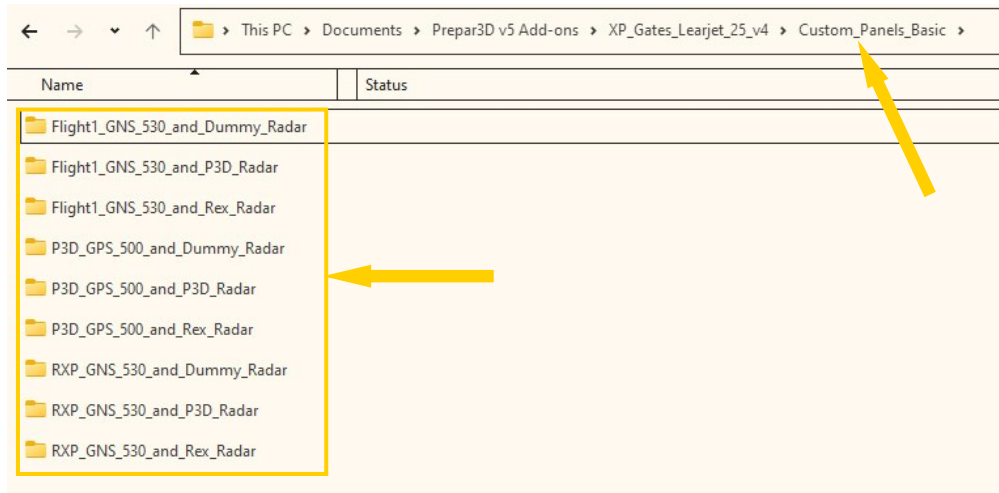 This PC > Documents > Prepar3D v5 Add-ons > XP_Gates_Learjet_25_v4 > Custom_Panels_Basic >
Name Status
Flight1_GNS_530_and_Dummy_Radar
Flight1_GNS_530_and_P3D_Radar
Flight1_GNS_530_and_Rex_Radar
P3D_GPS_500_and_Dummy_Radar
P3D_GPS_500_and_P3D_Radar
P3D_GPS_500_and_Rex_Radar
RXP_GNS_530_and_Dummy_Radar
RXP_GNS_530_and_P3D_Radar
RXP_GNS_530_and_Rex_Radar